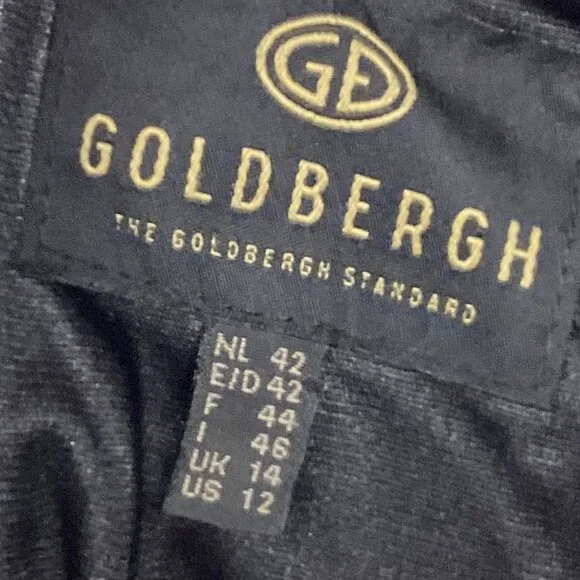 GD
GOLDBERGH
THE GOLDBERGH STANDARD
NL 42
E/D 42
F 44
I 46
UK 14
US 12